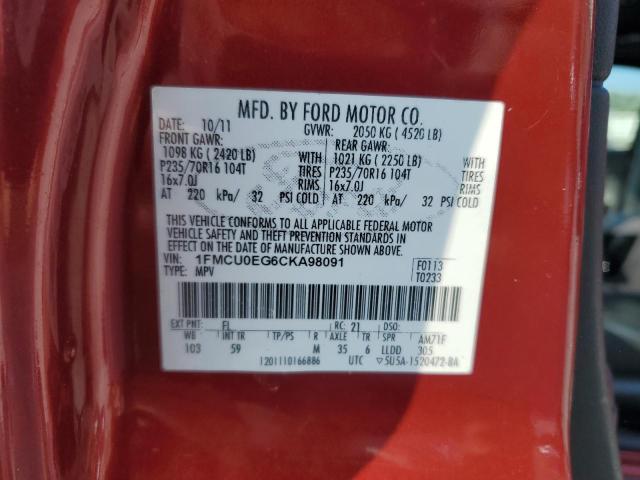 MFD. BY FORD MOTOR CO.
DATE: 10/11 GVWR: 2050 KG ( 4520 LB)
FRONT GAWR: REAR GAWR:
1098 KG ( 2420 LB) WITH 1021 KG ( 2250 LB) WITH
P235/70R16 104T TIRES P235/70R16 104T TIRES
16x7.0J RIMS 16x7.0J RIMS
AT 220 kPa/ 32 PSI COLD AT 220 kPa/ 32 PSI COLD
THIS VEHICLE CONFORMS TO ALL APPLICABLE FEDERAL MOTOR
VEHICLE SAFETY AND THEFT PREVENTION STANDARDS IN
EFFECT ON THE DATE OF MANUFACTURE SHOWN ABOVE.
VIN: 1FMCU0EG6CKA98091 F0113
TYPE: MPV T0233
EXT PNT: FL RC: 21 DSO:
WB TP/PS R AXLE TR SPR AM71F
103 59 M 35 6 LLDD 305
1201110166886 UTC 5U5A-1520472-BA